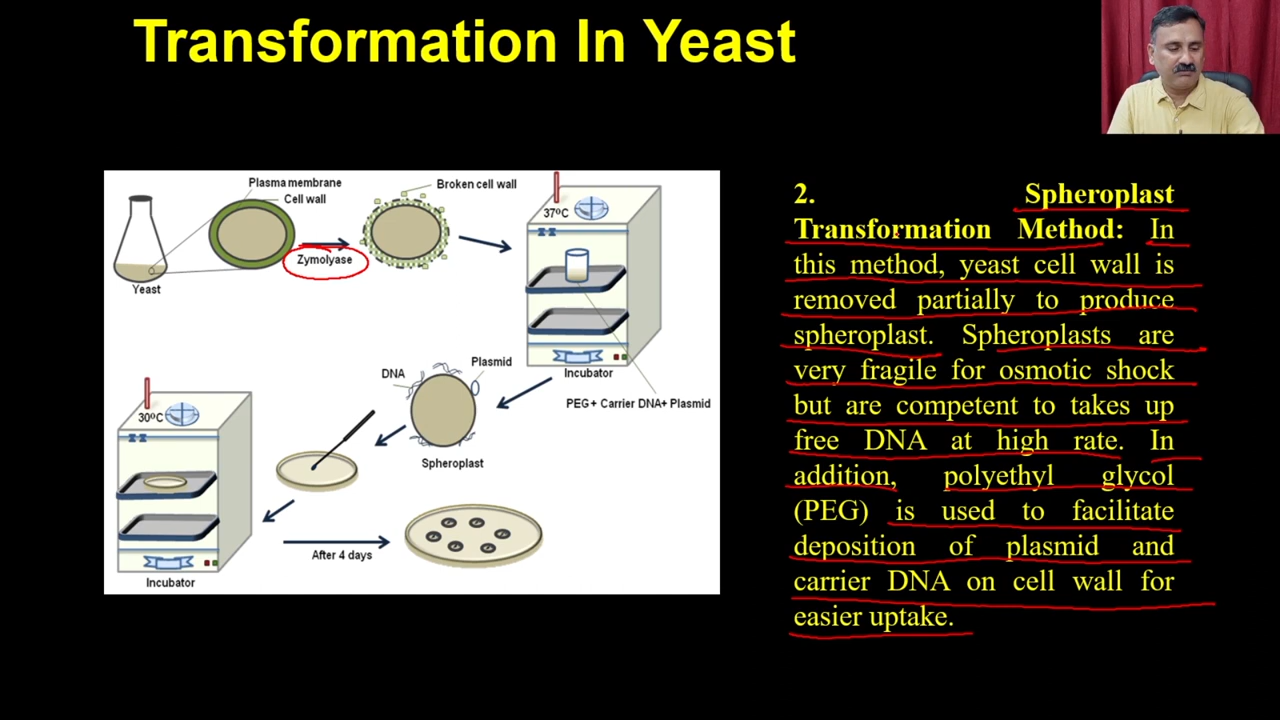 Transformation In Yeast
Plasma membrane
Cell wall
Broken cell wall
37ºC
Zymolyase
Yeast
Incubator
PEG+ Carrier DNA+ Plasmid
Plasmid
DNA
Spheroplast
30ºC
Incubator
After 4 days
2. Spheroplast
Transformation Method: In
this method, yeast cell wall is
removed partially to produce
spheroplast. Spheroplasts are
very fragile for osmotic shock
but are competent to takes up
free DNA at high rate. In
addition, polyethyl glycol
(PEG) is used to facilitate
deposition of plasmid and
carrier DNA on cell wall for
easier uptake.